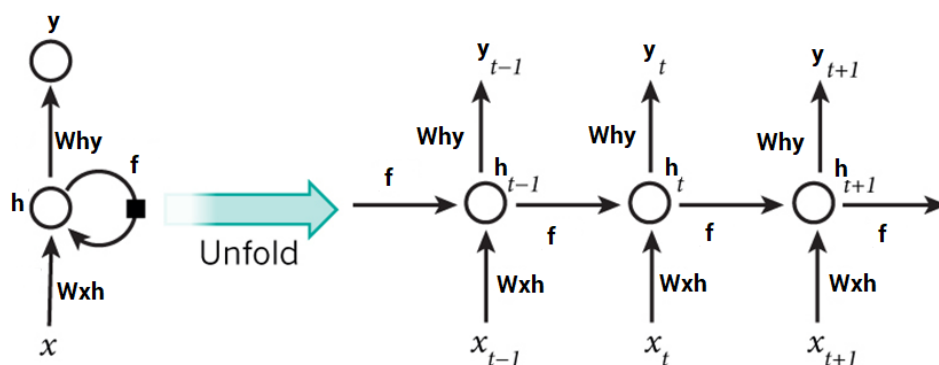 y
Why
f
h
Wxh
x
Unfold
y t−1
y t
y t+1
Why
Why
Why
f
h t−1
h t
h t+1
f
f
f
Wxh
Wxh
Wxh
x t−1
x t
x t+1